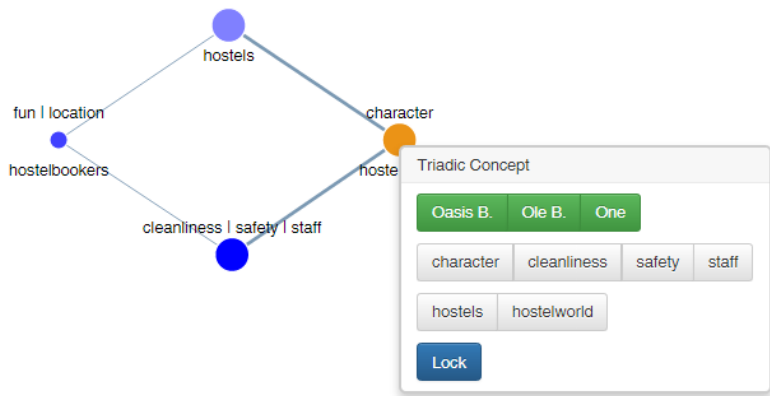 hostels
fun | location
character
hostelbookers
hoste
Triadic Concept
Oasis B. Ole B. One
cleanliness | safety | staff
character cleanliness safety staff
hostels hostelworld
Lock